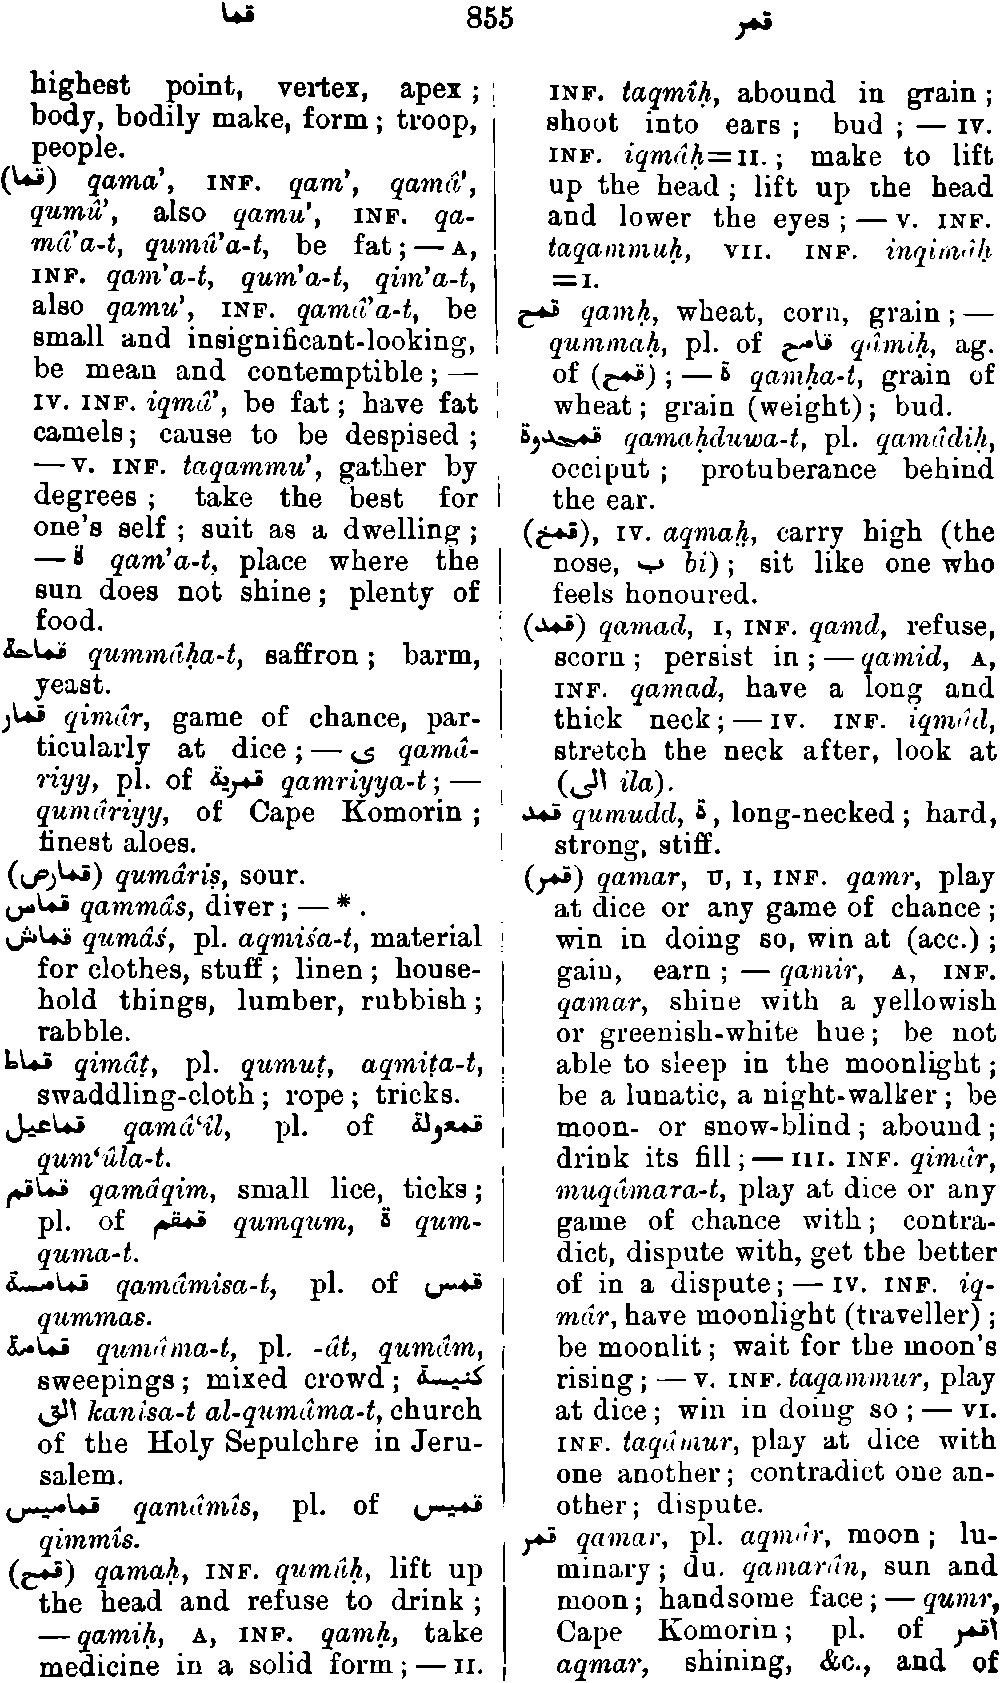 قما 855 قمر
highest point, vertex, apex;
body, bodily make, form; troop,
people.
(قما) qama’, INF. qam’, qamâ’,
qumû’, also qamu’, INF. qa-
mâ’a-t, qumû’a-t, be fat; — A,
INF. qam’a-t, qum’a-t, qim’a-t,
also qamu’, INF. qamâ’a-t, be
small and insignificant-looking,
be mean and contemptible; —
IV. INF. iqmâ’, be fat; have fat
camels; cause to be despised;
— V. INF. taqammu’, gather by
degrees; take the best for
one’s self; suit as a dwelling;
— ة qam’a-t, place where the
sun does not shine; plenty of
food.
قماحة qummâḥa-t, saffron; barm,
yeast.
قمار qimâr, game of chance, par-
ticularly at dice; — ى qamâ-
riyy, pl. of قمرية qamriyya-t; —
qumâriyy, of Cape Komorin;
finest aloes.
(قمارص) qumâriṣ, sour.
قماس qammâs, diver; — * .
قماش qumâś, pl. aqmiśa-t, material
for clothes, stuff; linen; house-
hold things, lumber, rubbish;
rabble.
قماط qimâṭ, pl. qumuṭ, aqmiṭa-t,
swaddling-cloth; rope; tricks.
قماعيل qamâ‘îl, pl. of قمعولة
qum‘ûla-t.
قماقم qamâqim, small lice, ticks;
pl. of قمقم qumqum, ة qum-
quma-t.
قمامسة qamâmisa-t, pl. of قمس
qummas.
قمامة qumâma-t, pl. -ât, qumâm,
sweepings; mixed crowd; كنيسة
الق kanîsa-t al-qumâma-t, church
of the Holy Sepulchre in Jeru-
salem.
قماميس qamâmîs, pl. of قميس
qimmîs.
(قمح) qamaḥ, INF. qumûḥ, lift up
the head and refuse to drink;
— qamiḥ, A, INF. qamḥ, take
medicine in a solid form; — II.
INF. taqmîḥ, abound in grain;
shoot into ears; bud; — IV.
INF. iqmâḥ=II.; make to lift
up the head; lift up the head
and lower the eyes; — V. INF.
taqammuḥ, VII. INF. inqimâḥ
=I.
قمح qamḥ, wheat, corn, grain; —
qummaḥ, pl. of قامح qâmiḥ, ag.
of (قمح); — ة qamḥa-t, grain of
wheat; grain (weight); bud.
قمحدوة qamaḥduwa-t, pl. qamâdiḥ,
occiput; protuberance behind
the ear.
(قمخ), IV. aqmaḫ, carry high (the
nose, ب bi); sit like one who
feels honoured.
(قمد) qamad, I, INF. qamd, refuse,
scorn; persist in; — qamid, A,
INF. qamad, have a long and
thick neck; — IV. INF. iqmâd,
stretch the neck after, look at
(الى ila).
قمد qumudd, ة, long-necked; hard,
strong, stiff.
(قمر) qamar, U, I, INF. qamr, play
at dice or any game of chance;
win in doing so, win at (acc.);
gain, earn; — qamir, A, INF.
qamar, shine with a yellowish
or greenish-white hue; be not
able to sleep in the moonlight;
be a lunatic, a night-walker; be
moon- or snow-blind; abound;
drink its fill; — III. INF. qimâr,
muqâmara-t, play at dice or any
game of chance with; contra-
dict, dispute with, get the better
of in a dispute; — IV. INF. iq-
mâr, have moonlight (traveller);
be moonlit; wait for the moon’s
rising; — V. INF. taqammur, play
at dice; win in doing so; — VI.
INF. taqâmur, play at dice with
one another; contradict one an-
other; dispute.
قمر qamar, pl. aqmâr, moon; lu-
minary; du. qamarân, sun and
moon; handsome face; — qumr,
Cape Komorin; pl. of اقمر
aqmar, shining, &c., and of